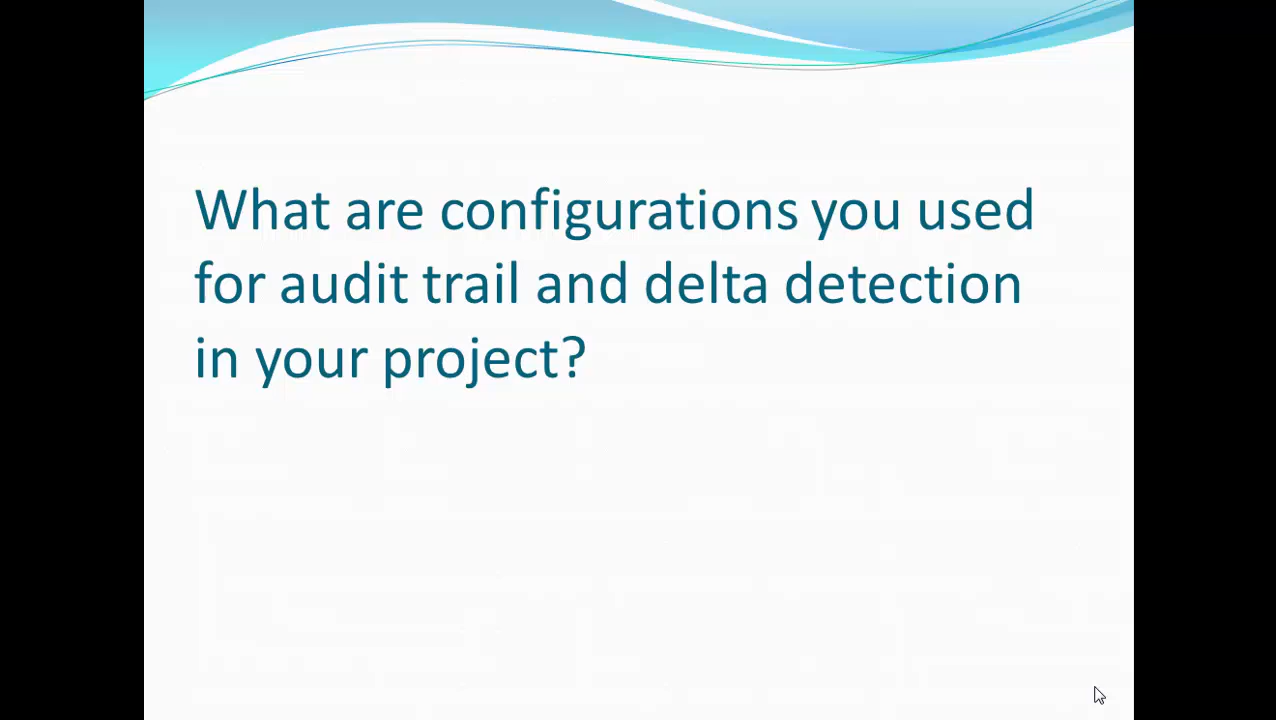 What are configurations you used
for audit trail and delta detection
in your project?